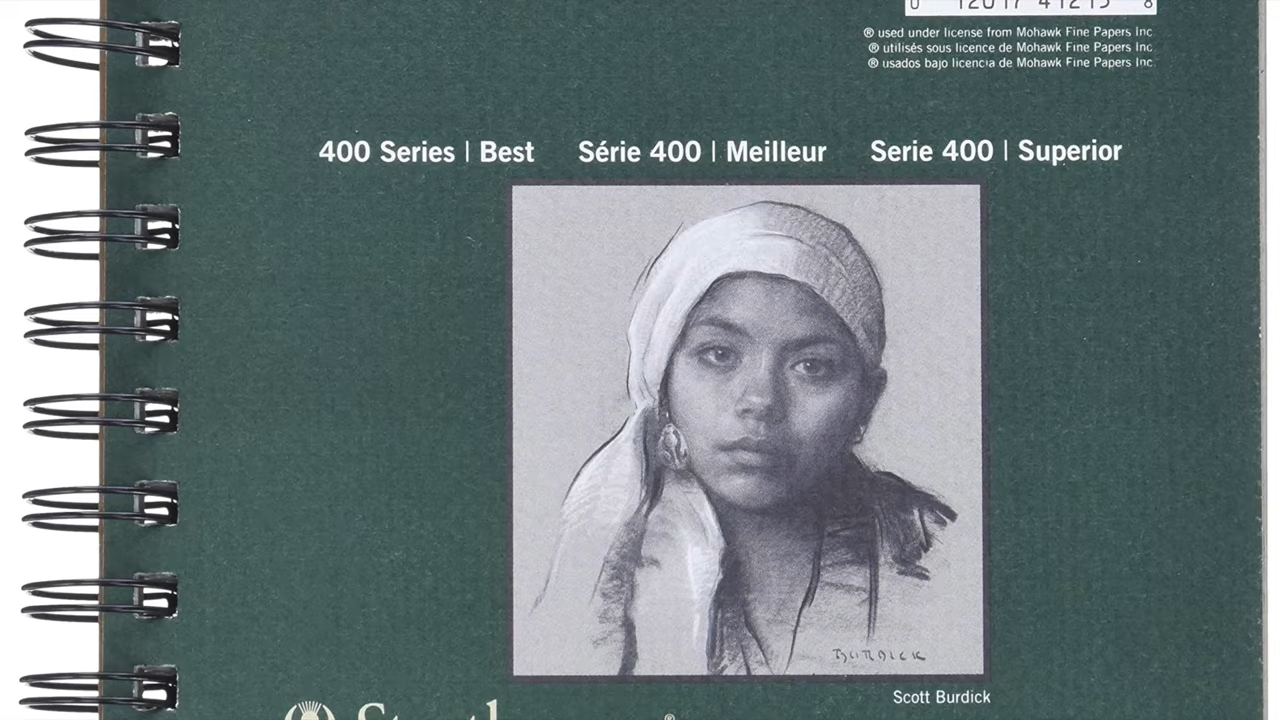 ® used under license from Mohawk Fine Papers Inc
® utilisés sous licence de Mohawk Fine Papers Inc
® usados bajo licencia de Mohawk Fine Papers Inc
400 Series | Best Série 400 | Meilleur Serie 400 | Superior
BURDICK
Scott Burdick
®